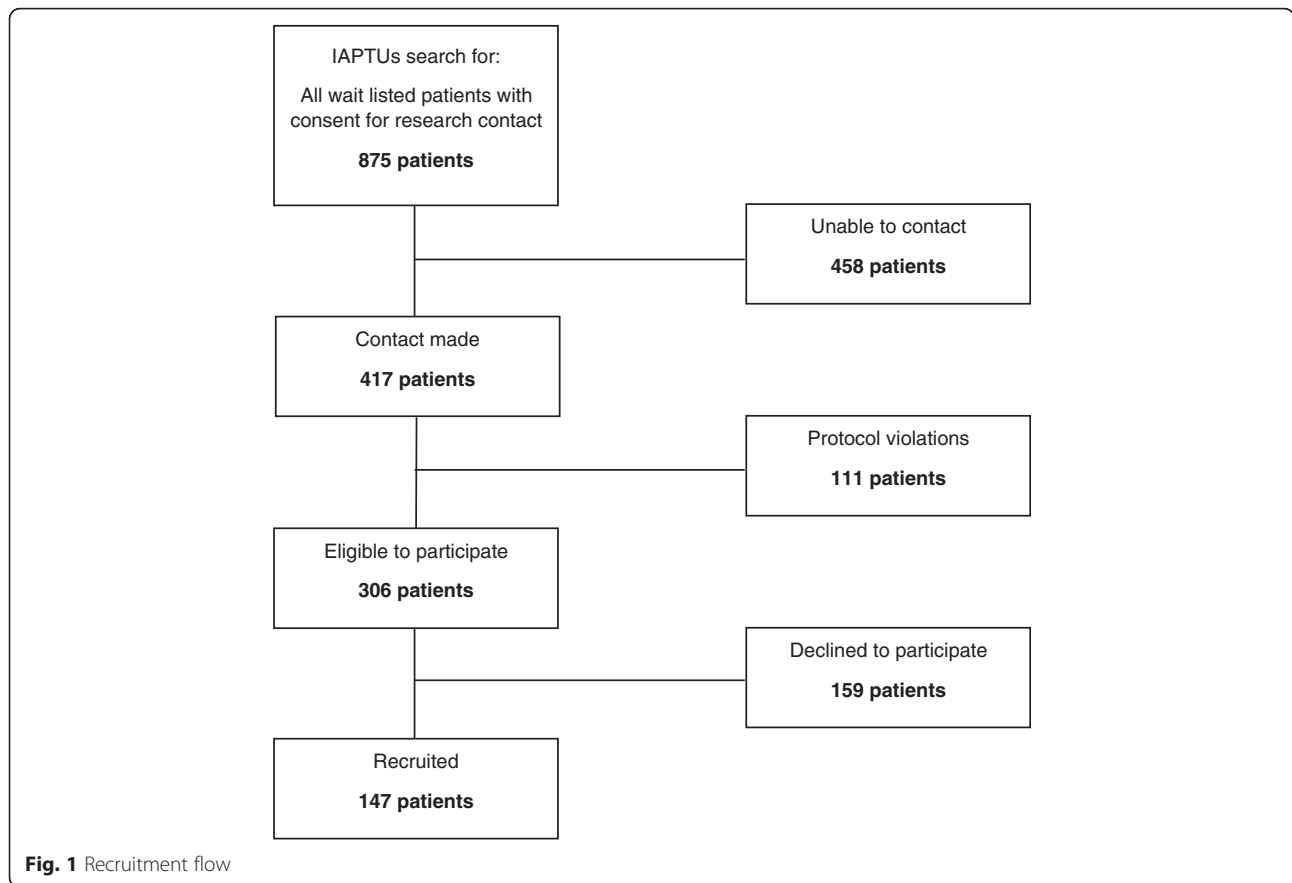 IAPTUs search for:
All wait listed patients with
consent for research contact
875 patients
Unable to contact
458 patients
Contact made
417 patients
Protocol violations
111 patients
Eligible to participate
306 patients
Declined to participate
159 patients
Recruited
147 patients
Fig. 1 Recruitment flow